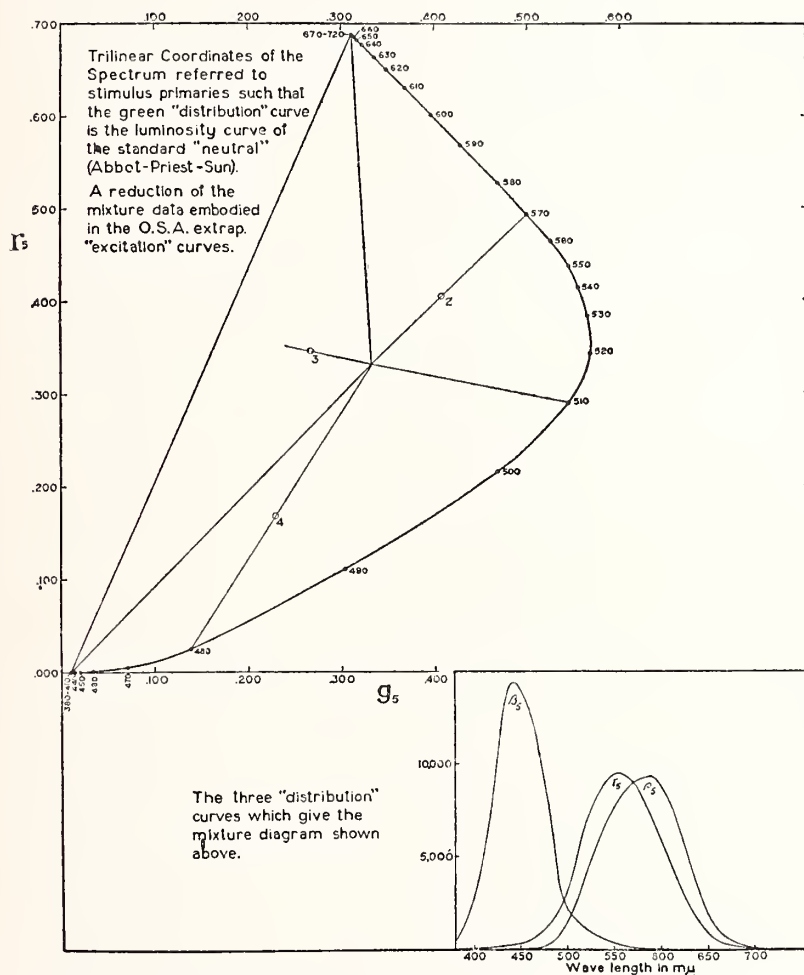 .100 .200 .300 .400 .500 .600 .700
.700
670-720
660
650
640
630
620
610
600
590
580
570
560
550
540
530
520
510
500
490
480
470
Trilinear Coordinates of the
Spectrum referred to
stimulus primaries such that
the green "distribution" curve
is the luminosity curve of
the standard "neutral"
(Abbot-Priest-Sun).
A reduction of the
mixture data embodied
in the O.S.A. extrap.
"excitation" curves.
.600
.500
r₅
.400
2
3
.300
.200
4
.100
.000
450
.100 .200 .300 .400
g₅
The three "distribution"
curves which give the
mixture diagram shown
above.
β₅
10,000
γ₅ ρ₅
5,000
400 450 500 550 600 650 700
Wave length in mμ